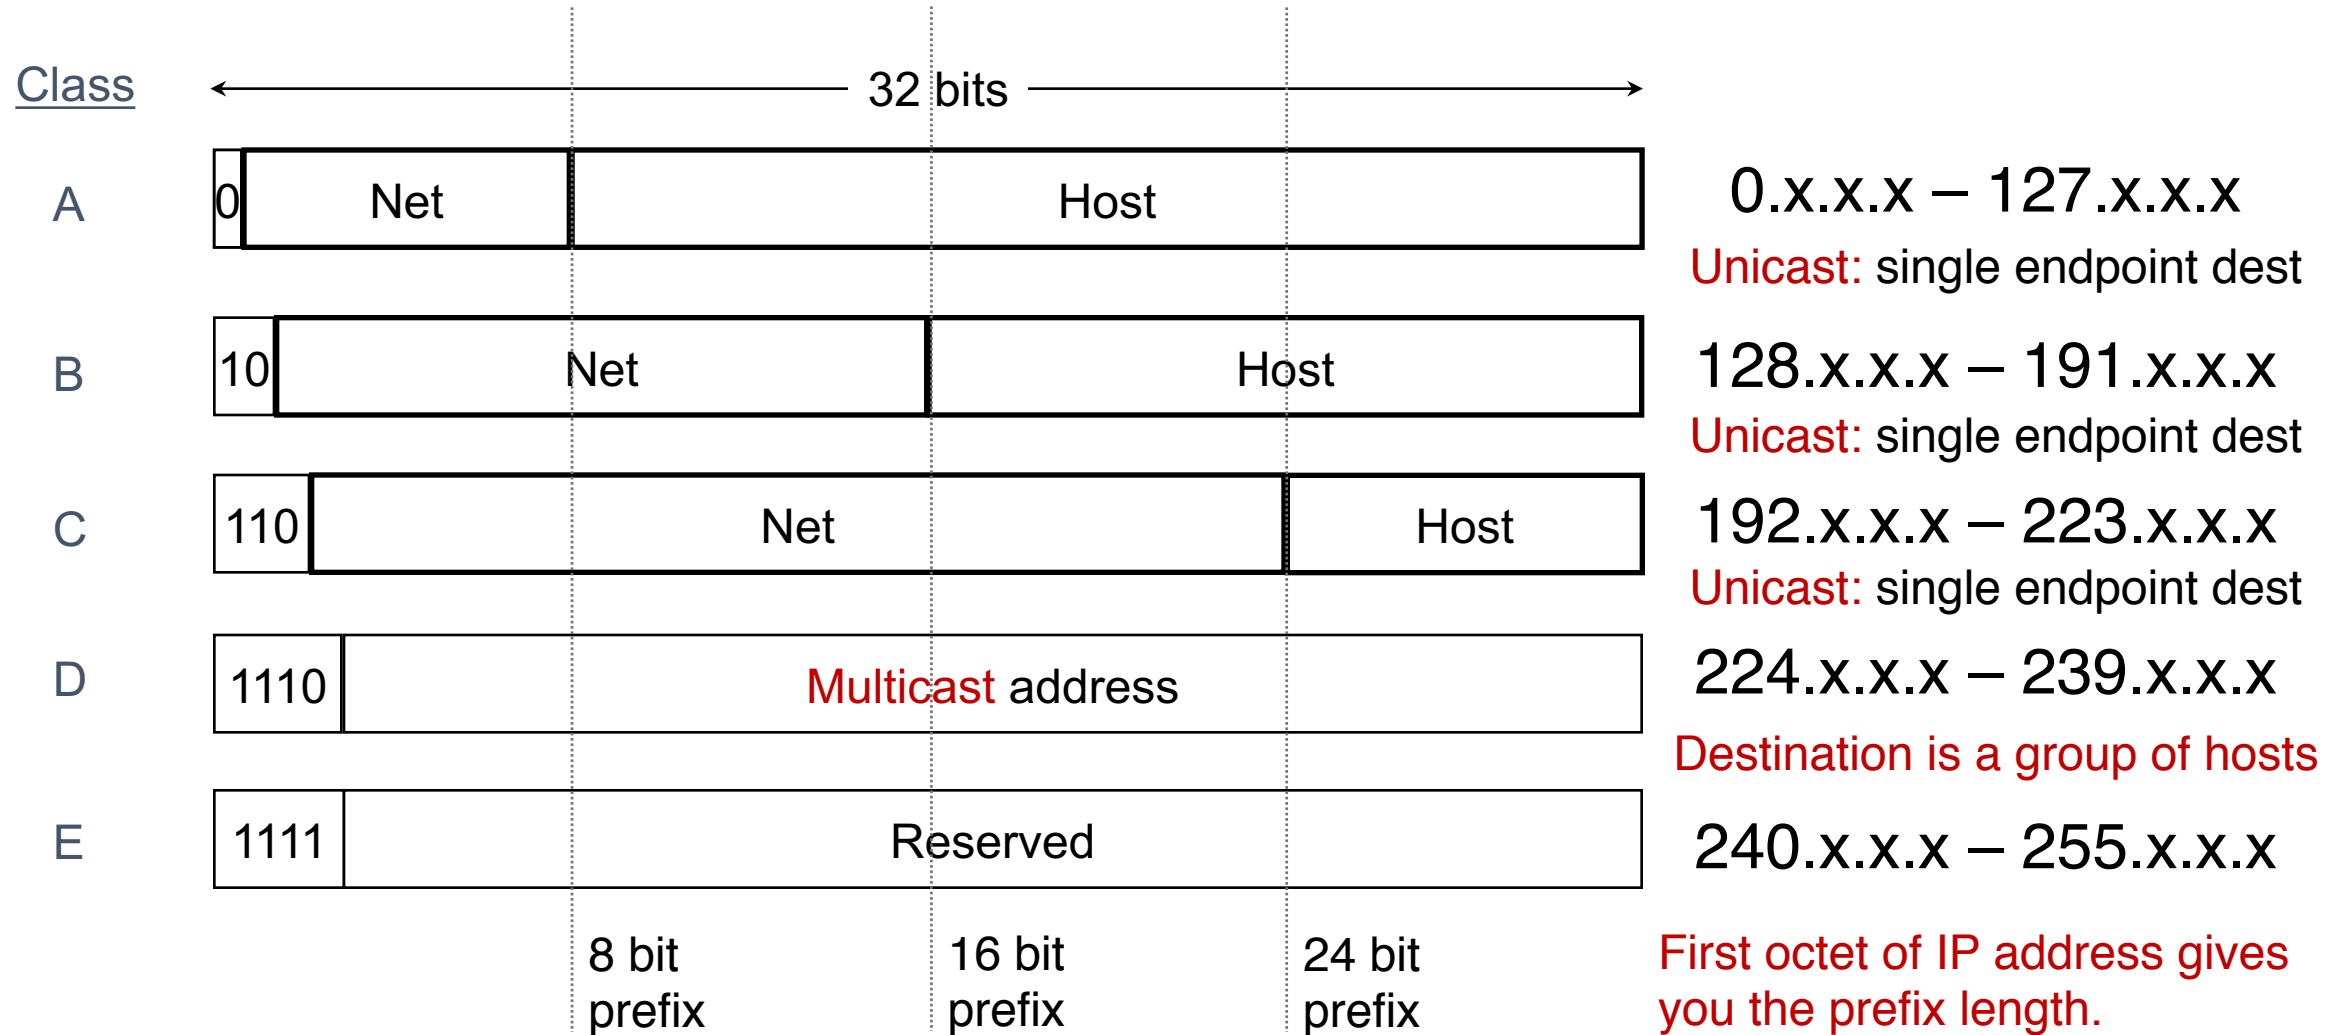 Class
32 bits
A
0
Net
Host
0.x.x.x – 127.x.x.x
Unicast: single endpoint dest
B
10
Net
Host
128.x.x.x – 191.x.x.x
Unicast: single endpoint dest
C
110
Net
Host
192.x.x.x – 223.x.x.x
Unicast: single endpoint dest
D
1110
Multicast address
224.x.x.x – 239.x.x.x
Destination is a group of hosts
E
1111
Reserved
240.x.x.x – 255.x.x.x
8 bit
prefix
16 bit
prefix
24 bit
prefix
First octet of IP address gives
you the prefix length.